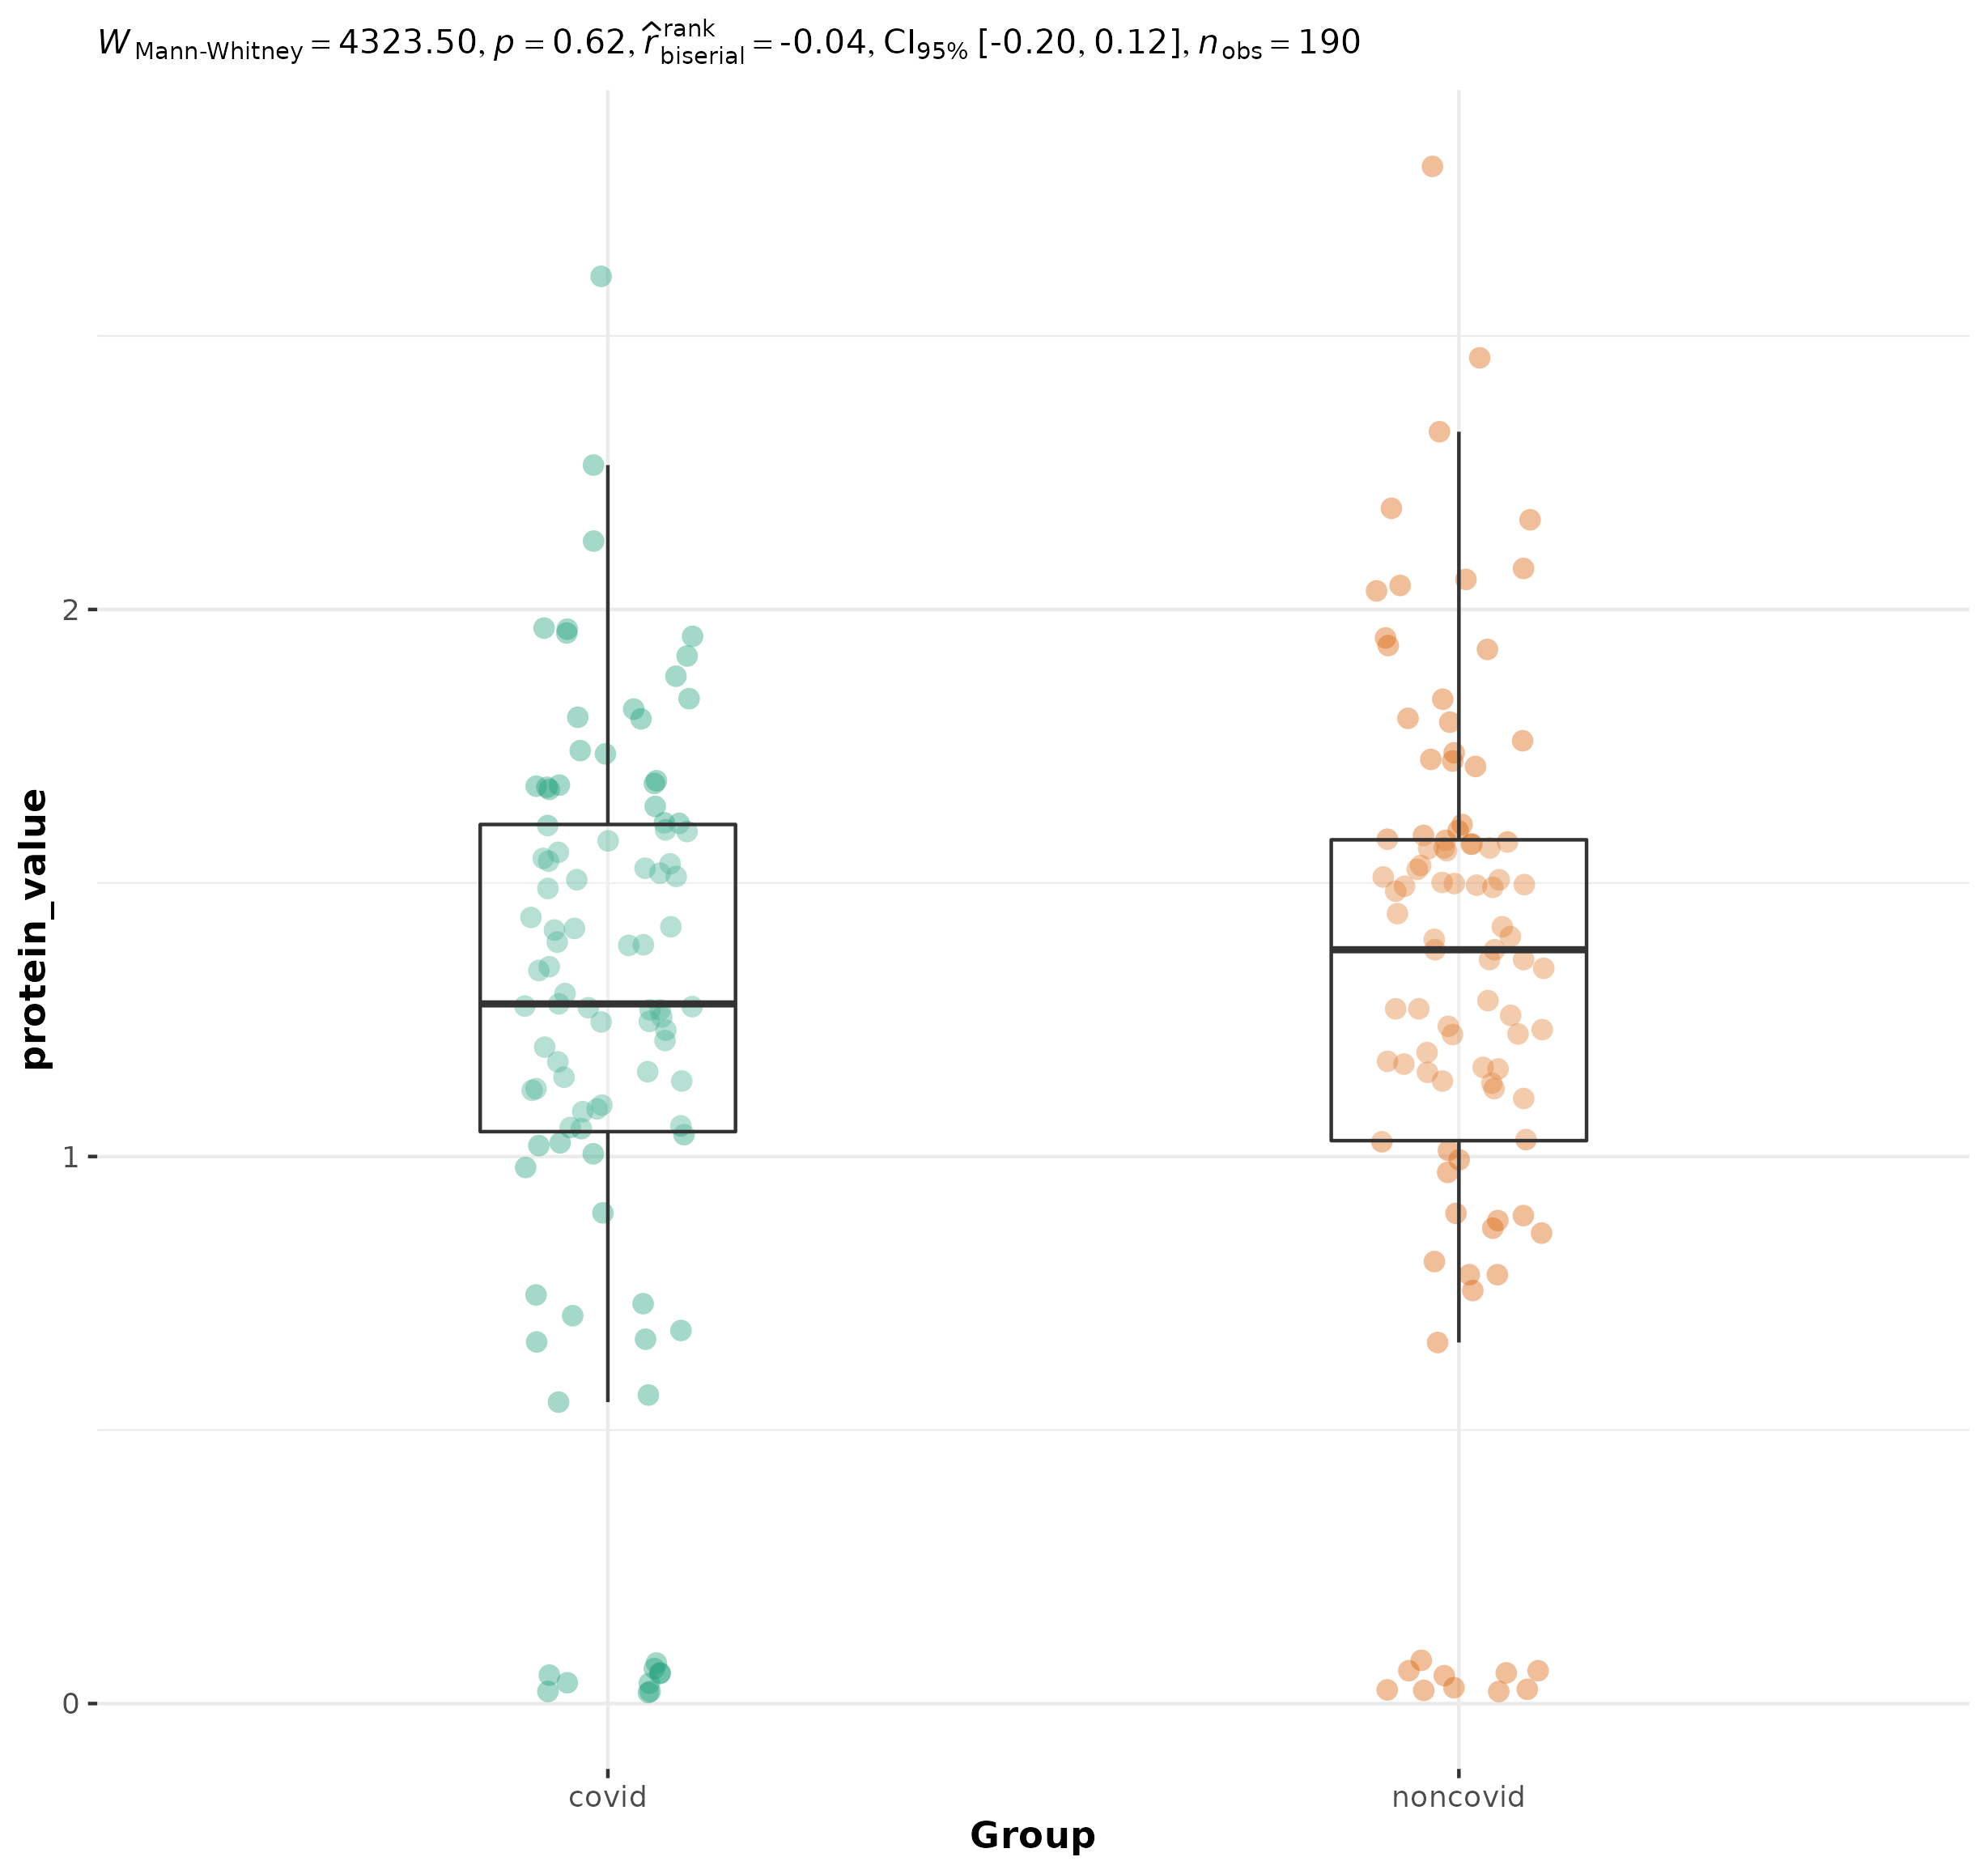 W Mann-Whitney = 4323.50, p = 0.62, r̂ rank biserial = -0.04, CI95% [-0.20, 0.12], nobs = 190
protein_value
2
1
0
covid noncovid
Group